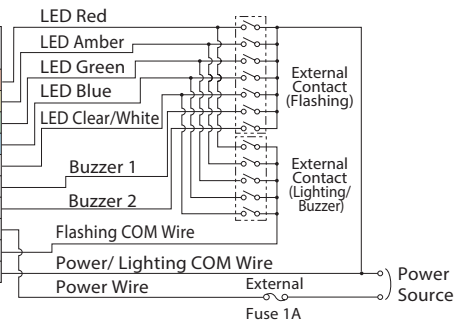 LED Red
LED Amber
LED Green
LED Blue
LED Clear/White
External
Contact
(Flashing)
Buzzer 1
Buzzer 2
External
Contact
(Lighting/
Buzzer)
Flashing COM Wire
Power/ Lighting COM Wire
Power Wire
External
Fuse 1A
Power
Source